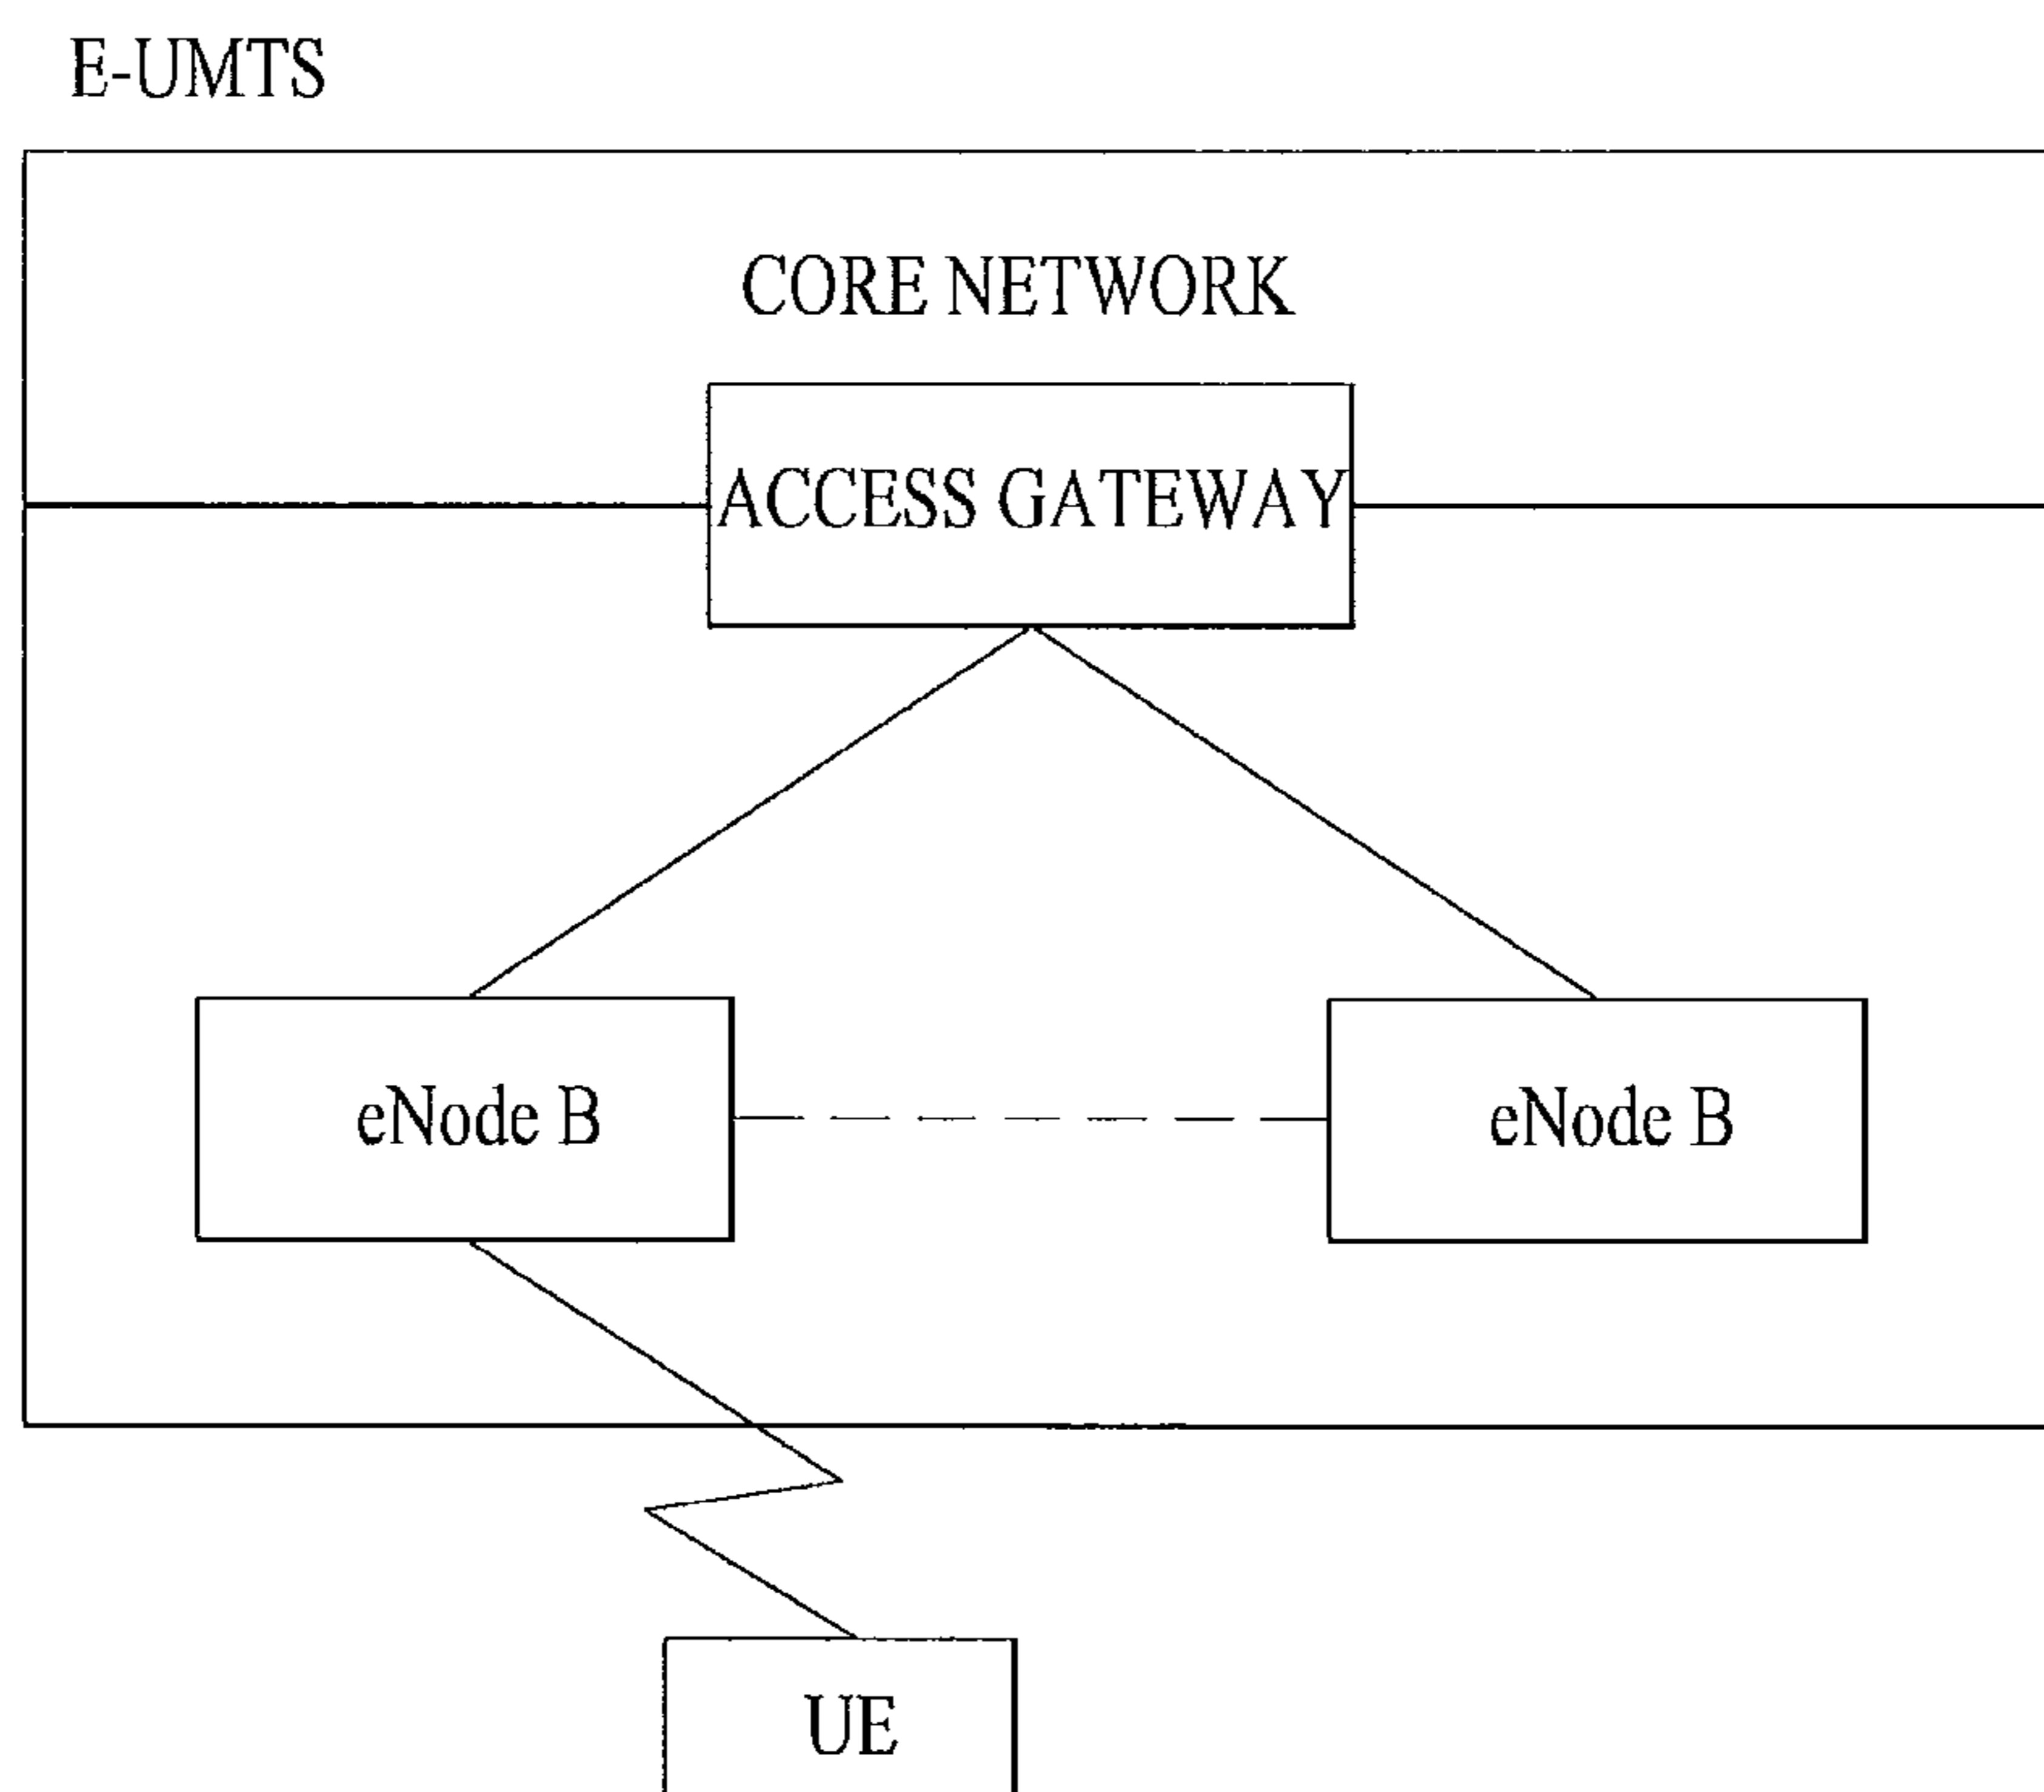 E-UMTS
CORE NETWORK
ACCESS GATEWAY
eNode B
eNode B
UE